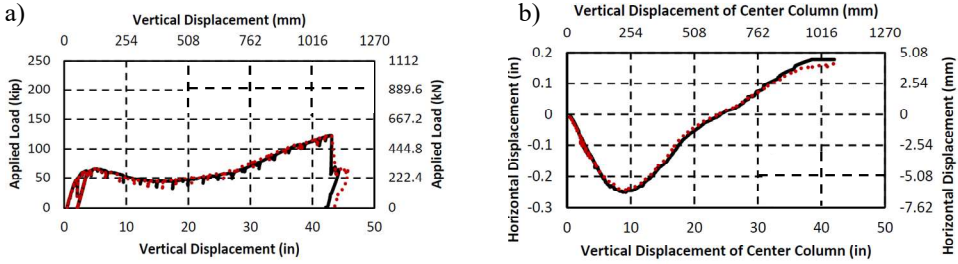 a)
Vertical Displacement (mm)
0 254 508 762 1016 1270
250 1112
200 889.6
150 667.2
100 444.8
50 222.4
0 0
0 10 20 30 40 50
Vertical Displacement (in)
Applied Load (kip)
Applied Load (kN)
b)
Vertical Displacement of Center Column (mm)
0 254 508 762 1016 1270
0.2 5.08
0.1 2.54
0 0
-0.1 -2.54
-0.2 -5.08
-0.3 -7.62
0 10 20 30 40 50
Vertical Displacement of Center Column (in)
Horizontal Displacement (in)
Horizontal Displacement (mm)